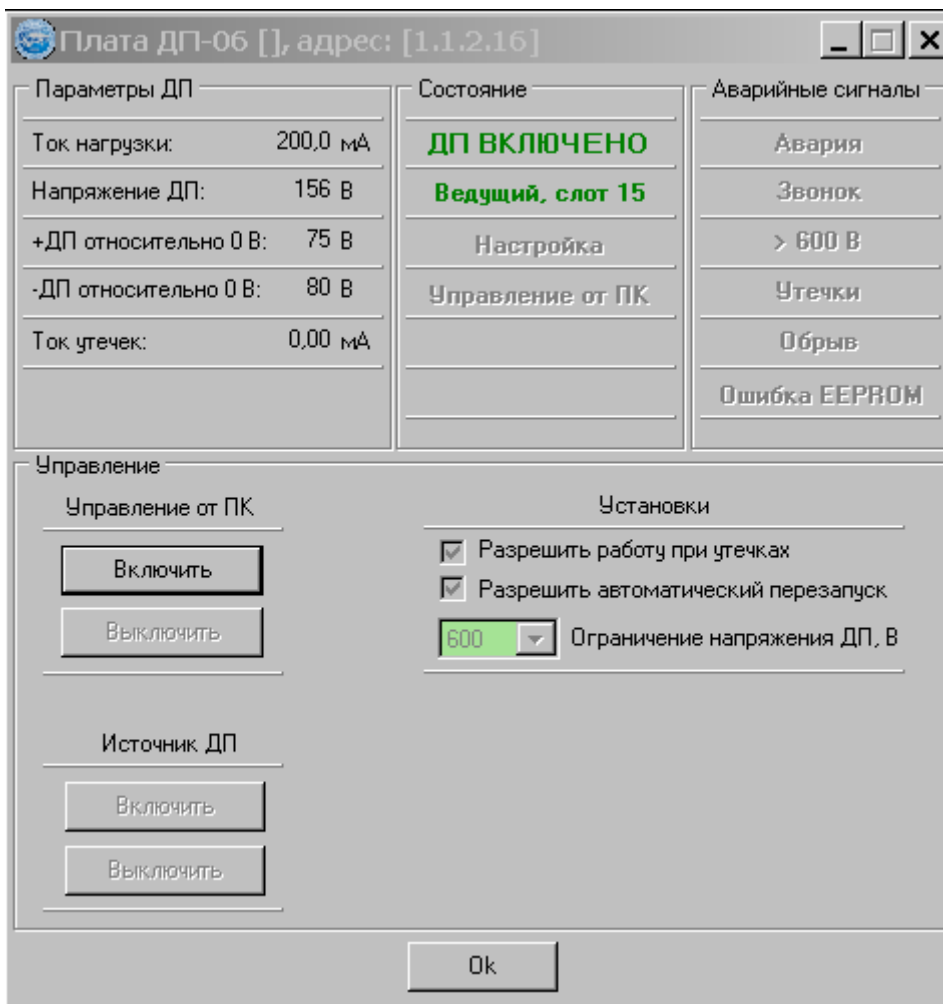 Плата ДП-06 [], адрес: [1.1.2.16]
Параметры ДП
Ток нагрузки: 200,0 мА
Напряжение ДП: 156 В
+ДП относительно 0 В: 75 В
-ДП относительно 0 В: 80 В
Ток утечек: 0,00 мА
Состояние
ДП ВКЛЮЧЕНО
Ведущий, слот 15
Настройка
Управление от ПК
Аварийные сигналы
Авария
Звонок
> 600 В
Утечки
Обрыв
Ошибка EEPROM
Управление
Управление от ПК
Включить
Выключить
Источник ДП
Включить
Выключить
Установки
Разрешить работу при утечках
Разрешить автоматический перезапуск
600 Ограничение напряжения ДП, В
Ok